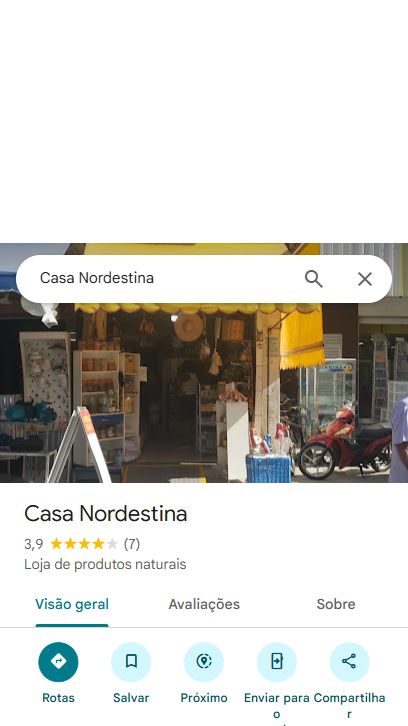 Casa Nordestina
Casa Nordestina
3,9 (7)
Loja de produtos naturais
Visão geral Avaliações Sobre
Rotas Salvar Próximo Enviar para Compartilha
o r